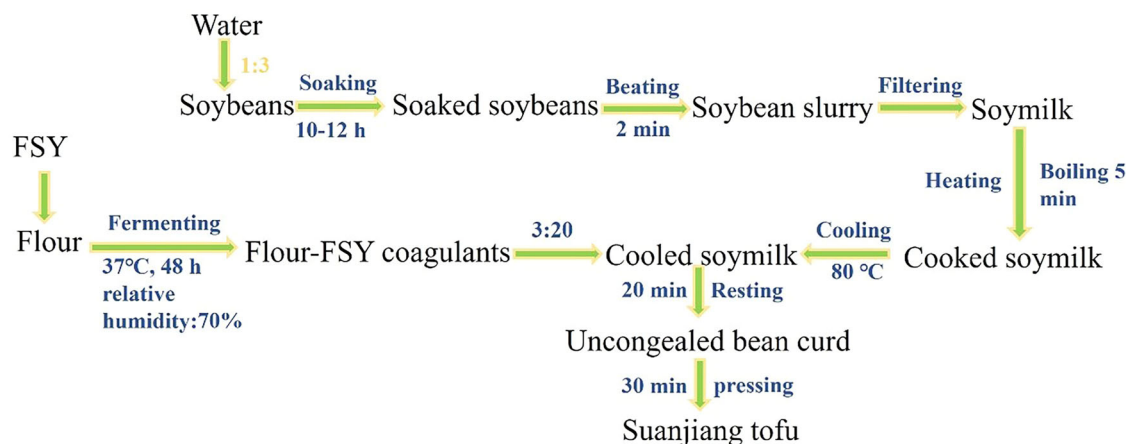 Water
1:3
Soybeans
Soaking
10-12 h
Soaked soybeans
Beating
2 min
Soybean slurry
Filtering
Soymilk
Heating
Boiling 5
min
Cooked soymilk
Cooling
80 °C
FSY
Flour
Fermenting
37°C, 48 h
relative
humidity:70%
Flour-FSY coagulants
3:20
Cooled soymilk
20 min
Resting
Uncongealed bean curd
30 min
pressing
Suanjiang tofu